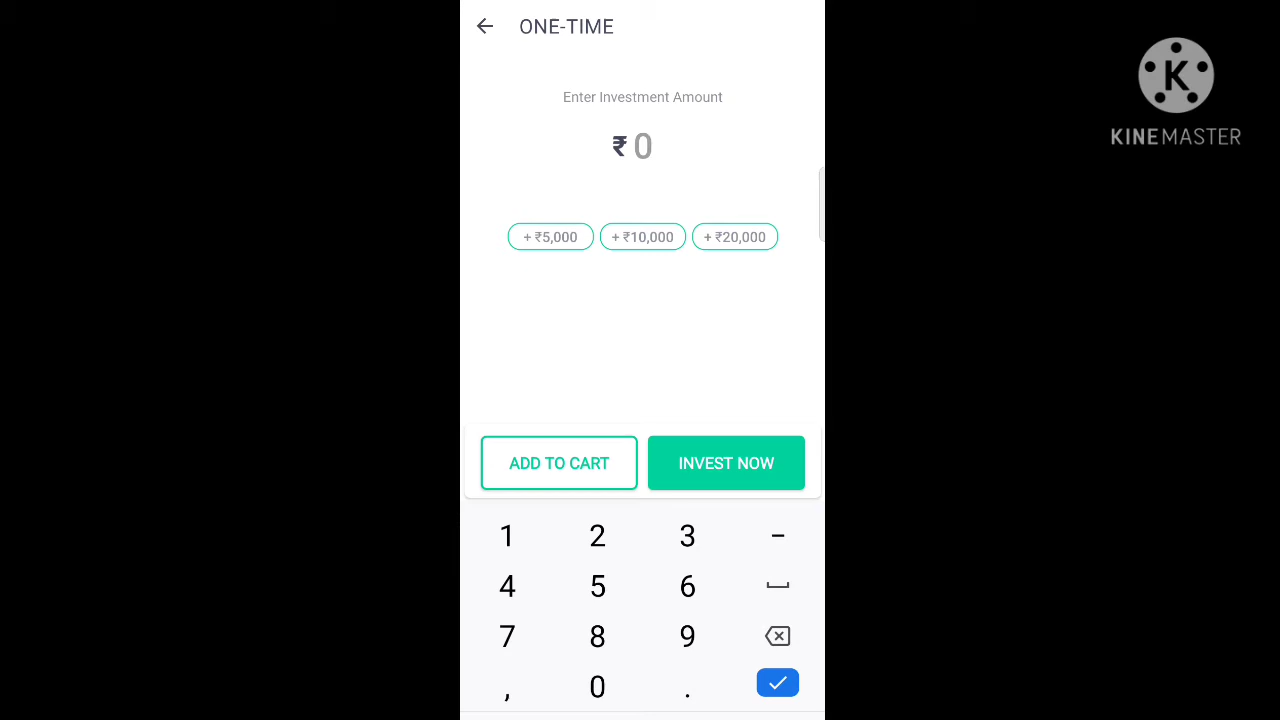 ONE-TIME
Enter Investment Amount
₹ 0
+ ₹5,000 + ₹10,000 + ₹20,000
ADD TO CART INVEST NOW
1 2 3 -
4 5 6
7 8 9
, 0 .
K
KINEMASTER